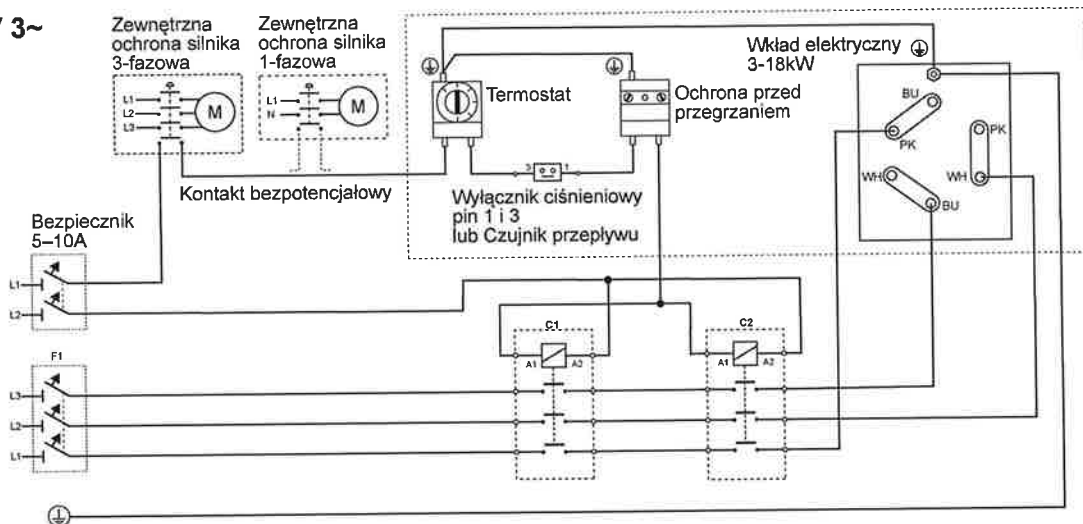 / 3~
Zewnętrzna
ochrona silnika
3-fazowa
Zewnętrzna
ochrona silnika
1-fazowa
L1
L2
L3
M
L1
N
M
Termostat
Ochrona przed
przegrzaniem
Wkład elektryczny
3-18kW
BU
PK
PK
WH
WH
BU
Kontakt bezpotencjałowy
3
1
Wyłącznik ciśnieniowy
pin 1 i 3
lub Czujnik przepływu
Bezpiecznik
5–10A
L1
L2
C1
A1
A2
C2
A1
A2
F1
L3
L2
L1